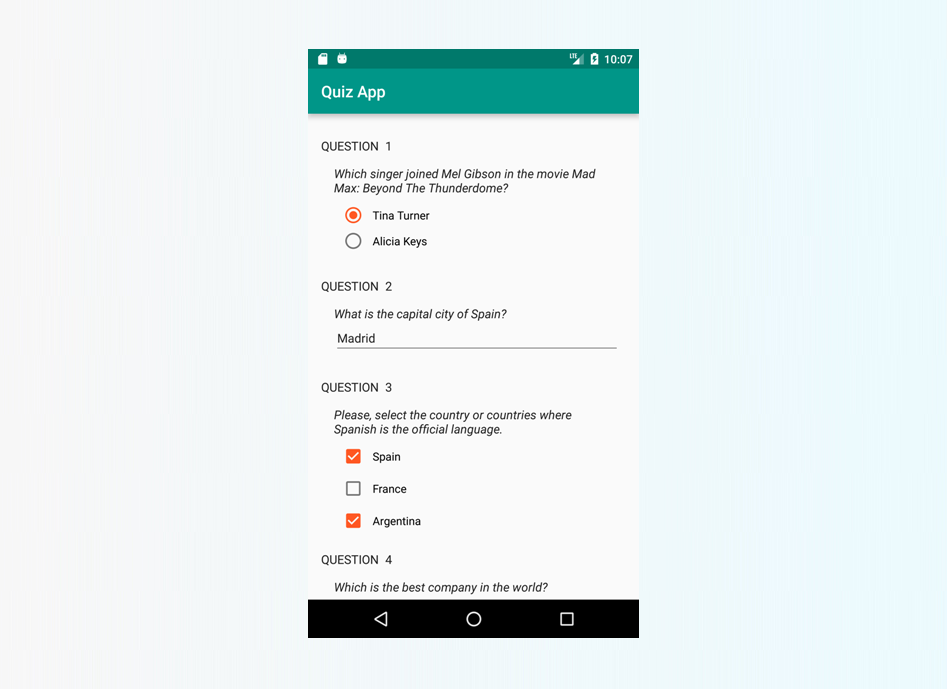 LTE 10:07
Quiz App
QUESTION 1
Which singer joined Mel Gibson in the movie Mad
Max: Beyond The Thunderdome?
Tina Turner
Alicia Keys
QUESTION 2
What is the capital city of Spain?
Madrid
QUESTION 3
Please, select the country or countries where
Spanish is the official language.
Spain
France
Argentina
QUESTION 4
Which is the best company in the world?